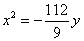 x² = -112/9 y